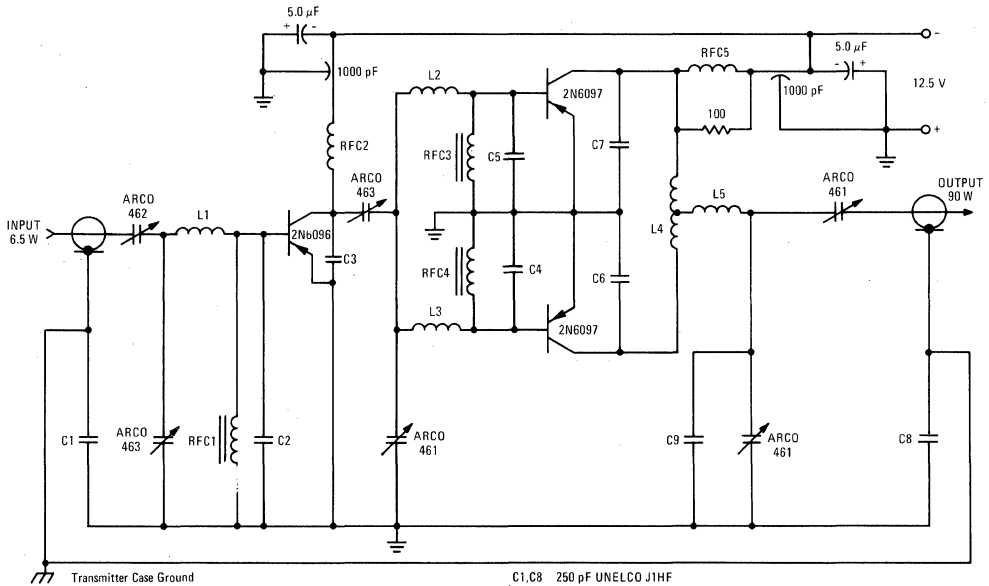 5.0 µF
+ -
1000 pF
RFC2
ARCO
463
L2
RFC3
C5
2N6097
C7
RFC5
100
5.0 µF
- +
1000 pF
-
12.5 V
+
INPUT
6.5 W
ARCO
462
L1
2N6096
C3
RFC4
C4
L3
2N6097
C6
L4
L5
ARCO
461
OUTPUT
90 W
C1
ARCO
463
RFC1
C2
ARCO
461
C9
ARCO
461
C8
Transmitter Case Ground
C1,C8 250 pF UNELCO J1HF